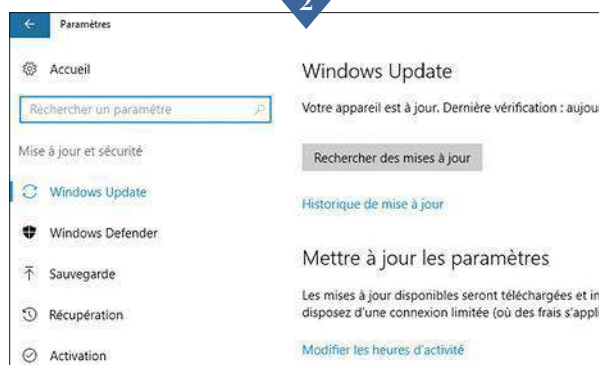 2
Paramètres
Accueil
Rechercher un paramètre
Mise à jour et sécurité
Windows Update
Windows Defender
Sauvegarde
Récupération
Activation
Windows Update
Votre appareil est à jour. Dernière vérification : aujou
Rechercher des mises à jour
Historique de mise à jour
Mettre à jour les paramètres
Les mises à jour disponibles seront téléchargées et in
disposez d'une connexion limitée (où des frais s'appli
Modifier les heures d'activité